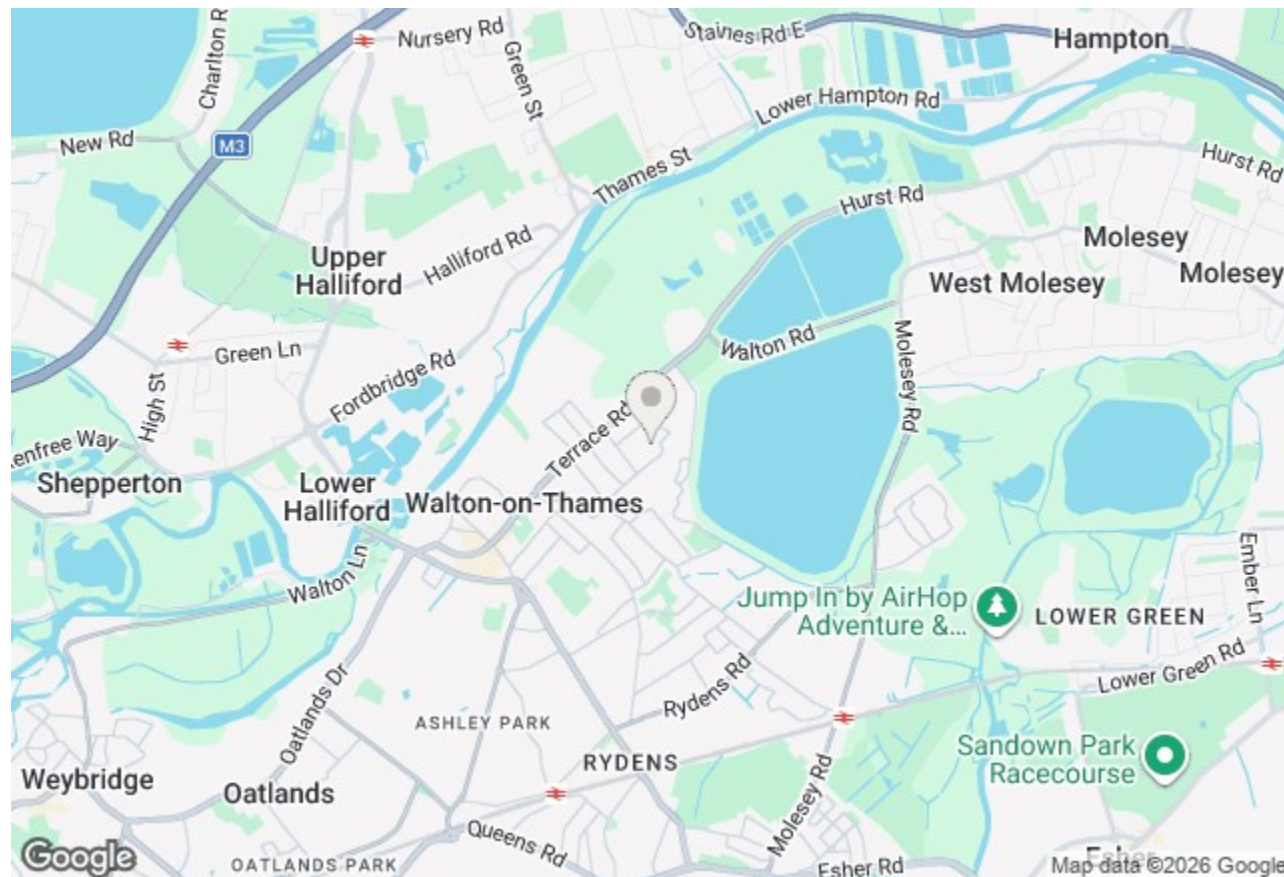 Charlton R
Nursery Rd
Green St
Staines Rd E
Hampton
Lower Hampton Rd
New Rd
M3
Thames St
Hurst Rd
Hurst Rd
Upper
Halliford
Halliford Rd
Molesey
Molesey
West Molesey
Green Ln
Walton Rd
Molesey Rd
High St
Fordbridge Rd
Terrace Rd
enfree Way
Shepperton
Lower
Halliford
Walton-on-Thames
Walton Ln
Jump In by AirHop
Adventure &...
LOWER GREEN
Ember Ln
Lower Green Rd
Rydens Rd
Oatlands Dr
ASHLEY PARK
RYDENS
Sandown Park
Racecourse
Weybridge
Oatlands
Molesey Rd
Queens Rd
Google
OATLANDS PARK
Esher Rd
Esher
Map data ©2026 Google